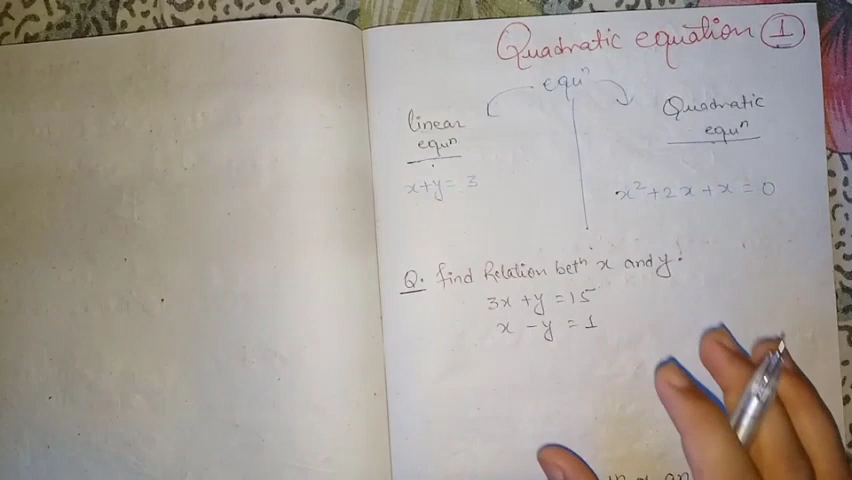 Quadratic equation 1
equⁿ
linear
equⁿ
Quadratic
equⁿ
x+y=3
x²+2x+x=0
Q. find Relation betⁿ x and y.
3x+y=15
x-y=1